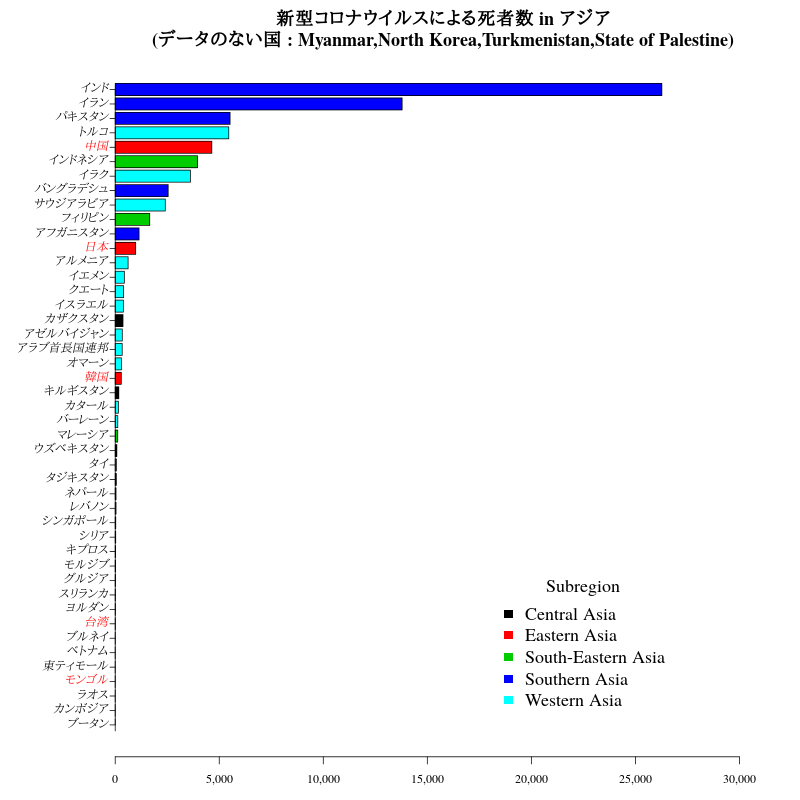 新型コロナウイルスによる死者数 in アジア
(データのない国 : Myanmar,North Korea,Turkmenistan,State of Palestine)
インド
イラン
パキスタン
トルコ
中国
インドネシア
イラク
バングラデシュ
サウジアラビア
フィリピン
アフガニスタン
日本
アルメニア
イエメン
クエート
イスラエル
カザクスタン
アゼルバイジャン
アラブ首長国連邦
オマーン
韓国
キルギスタン
カタール
バーレーン
マレーシア
ウズベキスタン
タイ
タジキスタン
ネパール
レバノン
シンガポール
シリア
キプロス
モルジブ
グルジア
スリランカ
ヨルダン
台湾
ブルネイ
ベトナム
東ティモール
モンゴル
ラオス
カンボジア
ブータン
Subregion
Central Asia
Eastern Asia
South-Eastern Asia
Southern Asia
Western Asia
0 5,000 10,000 15,000 20,000 25,000 30,000